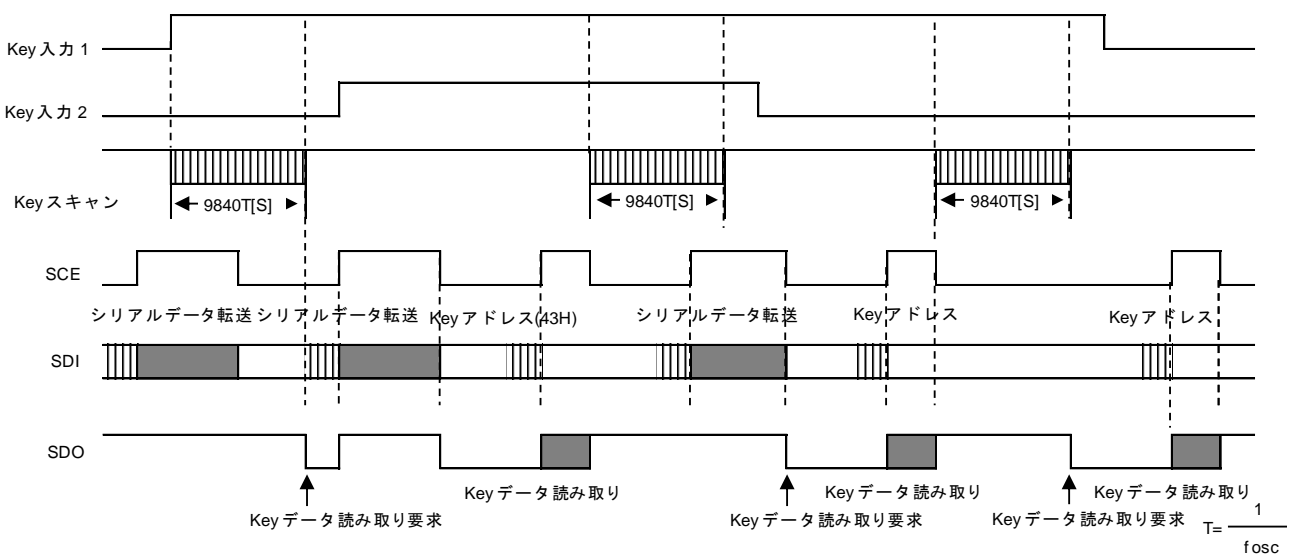 Key入力1
Key入力2
Keyスキャン
9840T[S]
9840T[S]
9840T[S]
SCE
シリアルデータ転送
シリアルデータ転送
Keyアドレス(43H)
シリアルデータ転送
Keyアドレス
Keyアドレス
SDI
SDO
Keyデータ読み取り
Keyデータ読み取り
Keyデータ読み取り
Keyデータ読み取り要求
Keyデータ読み取り要求
Keyデータ読み取り要求
T=
1
fosc